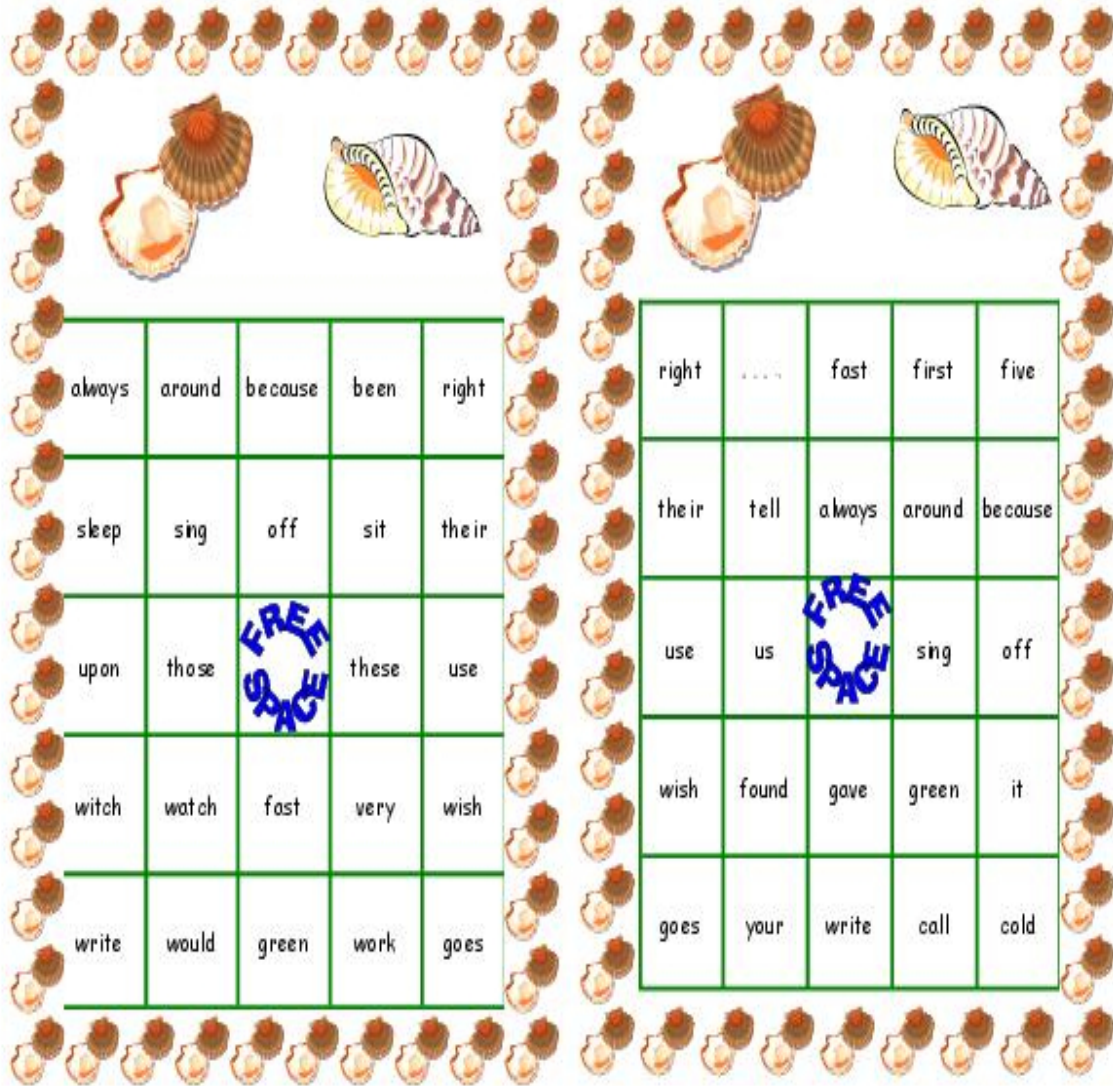 always around because been right
sleep sing off sit their
upon those FREE SPACE these use
witch watch fast very wish
write would green work goes
right fast first five
their tell always around because
use us FREE SPACE sing off
wish found gave green it
goes your write call cold